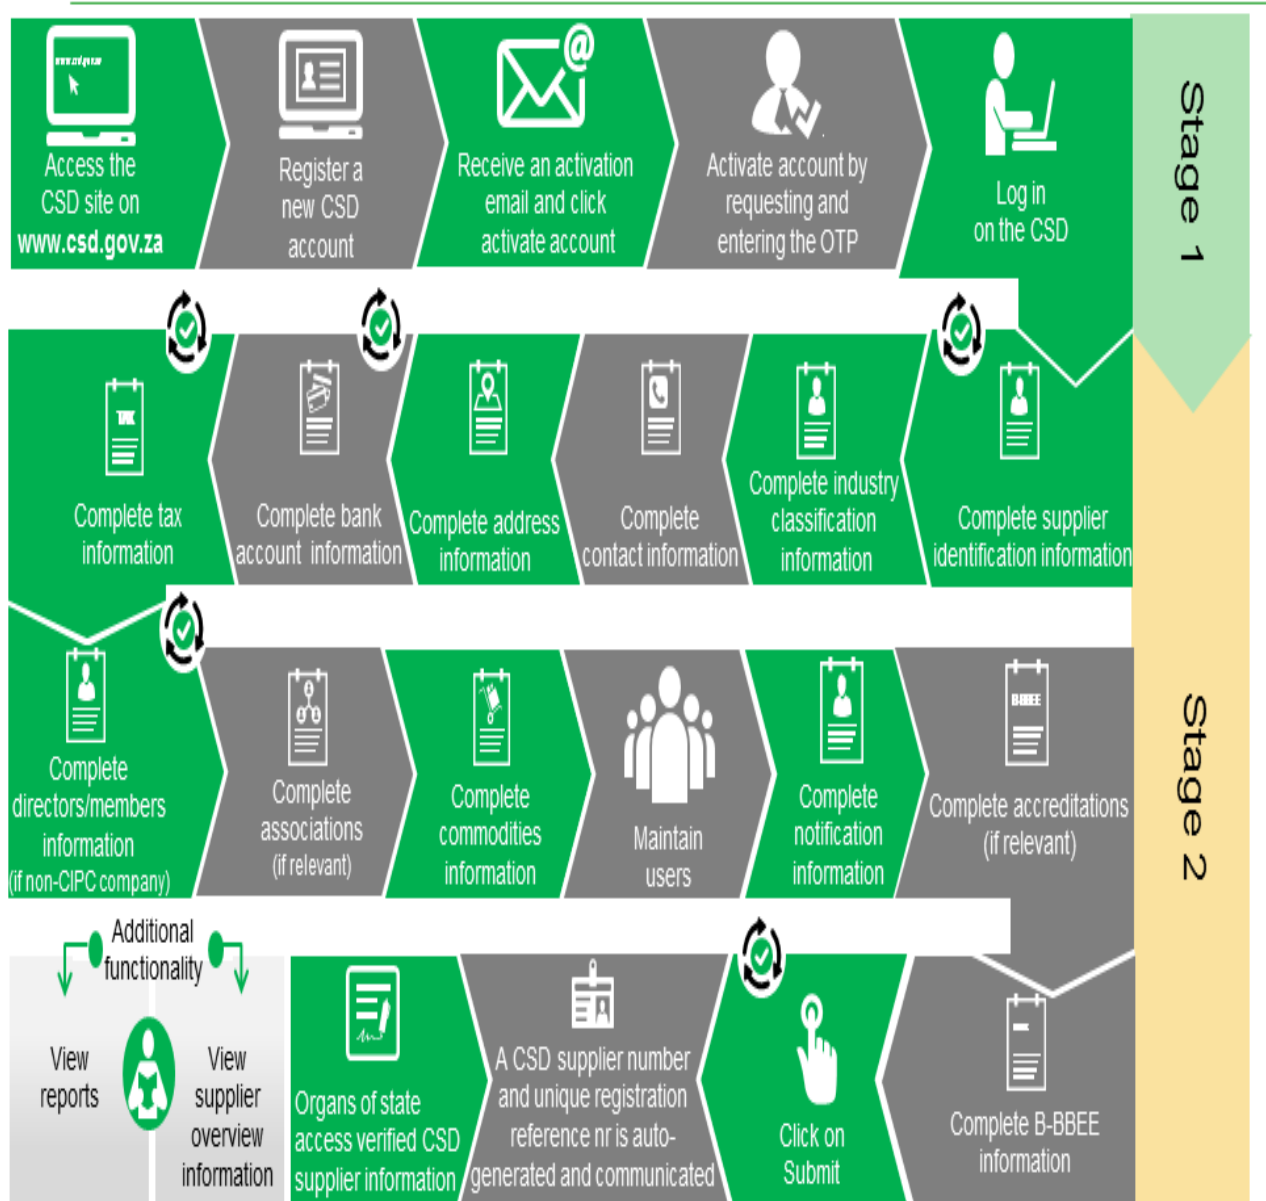 www.csd.gov.za
Access the
CSD site on
www.csd.gov.za
Register a
new CSD
account
@
Receive an activation
email and click
activate account
Activate account by
requesting and
entering the OTP
Log in
on the CSD
Stage 1
Complete supplier
identification information
Complete industry
classification
information
Complete
contact information
Complete address
information
Complete bank
account information
TAX
Complete tax
information
Complete
directors/members
information
(if non-CIPC company)
Complete
associations
(if relevant)
Complete
commodities
information
Maintain
users
Complete
notification
information
B-BBEE
Complete accreditations
(if relevant)
Stage 2
Complete B-BBEE
information
Click on
Submit
A CSD supplier number
and unique registration
reference nr is auto-
generated and communicated
Organs of state
access verified CSD
supplier information
Additional
functionality
View
reports
View
supplier
overview
information